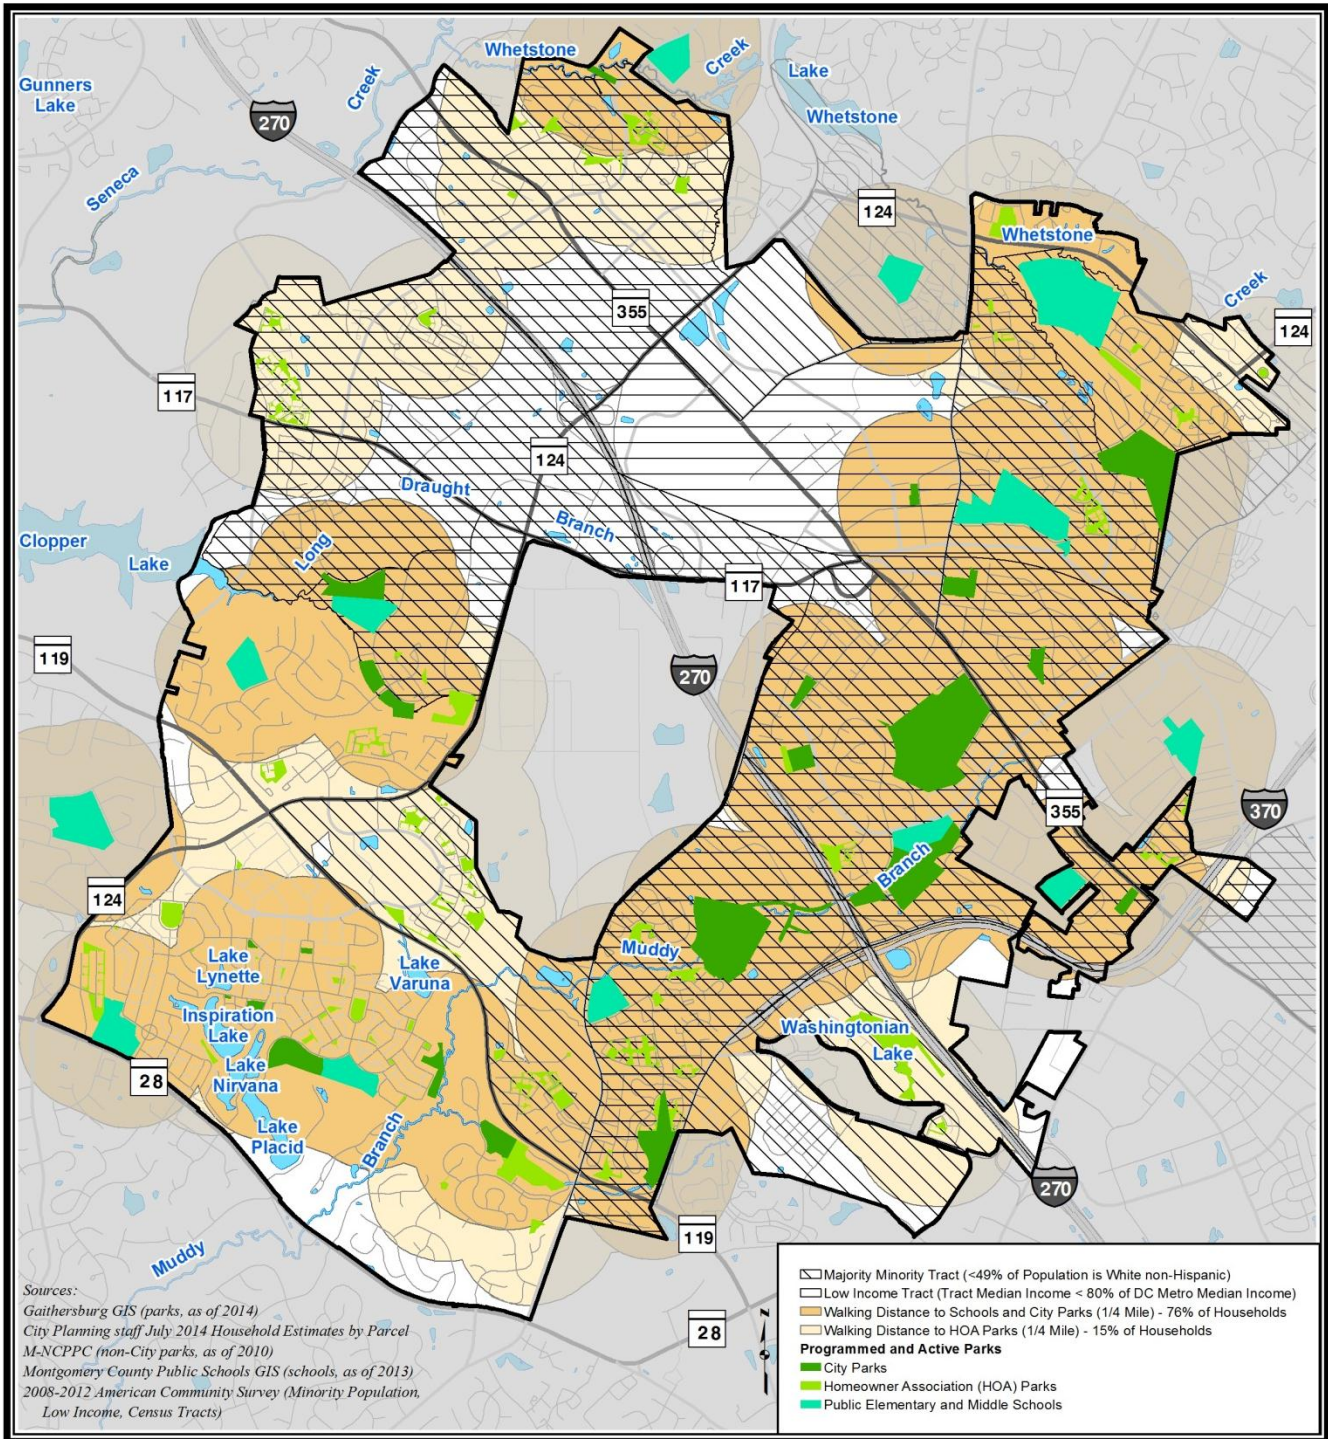 Whetstone
Creek
Gunners
Lake
Creek
Lake
Whetstone
270
Seneca
124
Whetstone
Creek
355
124
117
124
Draught
Branch
Clopper
Lake
Long
117
119
270
355
370
Branch
124
Lake
Lynette
Lake
Varuna
Muddy
Inspiration
Lake
Washingtonian
Lake
28
Lake
Nirvana
Lake
Placid
Branch
270
119
Muddy
28
Sources:
Gaithersburg GIS (parks, as of 2014)
City Planning staff July 2014 Household Estimates by Parcel
M-NCPPC (non-City parks, as of 2010)
Montgomery County Public Schools GIS (schools, as of 2013)
2008-2012 American Community Survey (Minority Population,
Low Income, Census Tracts)
N
Majority Minority Tract (<49% of Population is White non-Hispanic)
Low Income Tract (Tract Median Income < 80% of DC Metro Median Income)
Walking Distance to Schools and City Parks (1/4 Mile) - 76% of Households
Walking Distance to HOA Parks (1/4 Mile) - 15% of Households
Programmed and Active Parks
City Parks
Homeowner Association (HOA) Parks
Public Elementary and Middle Schools